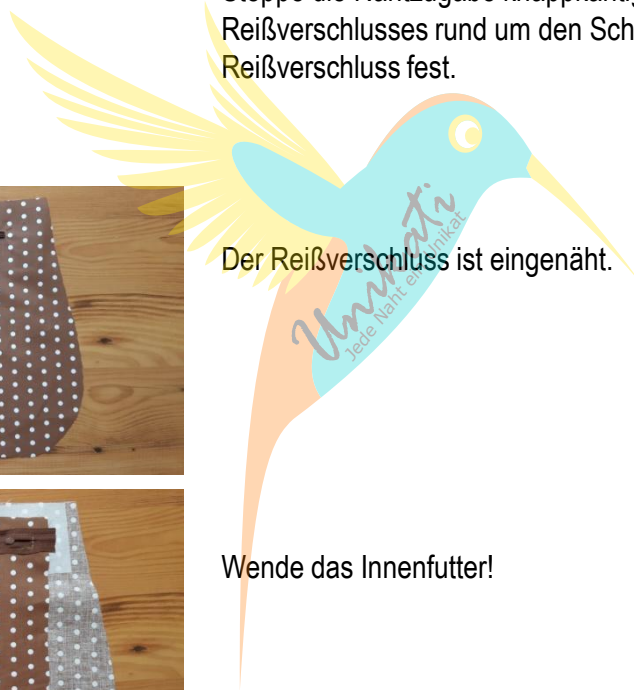 Reißverschlusses rund um den Sch
Reißverschluss fest.
Der Reißverschluss ist eingenäht.
Unikati
Jede Naht ein Unikat
Wende das Innenfutter!